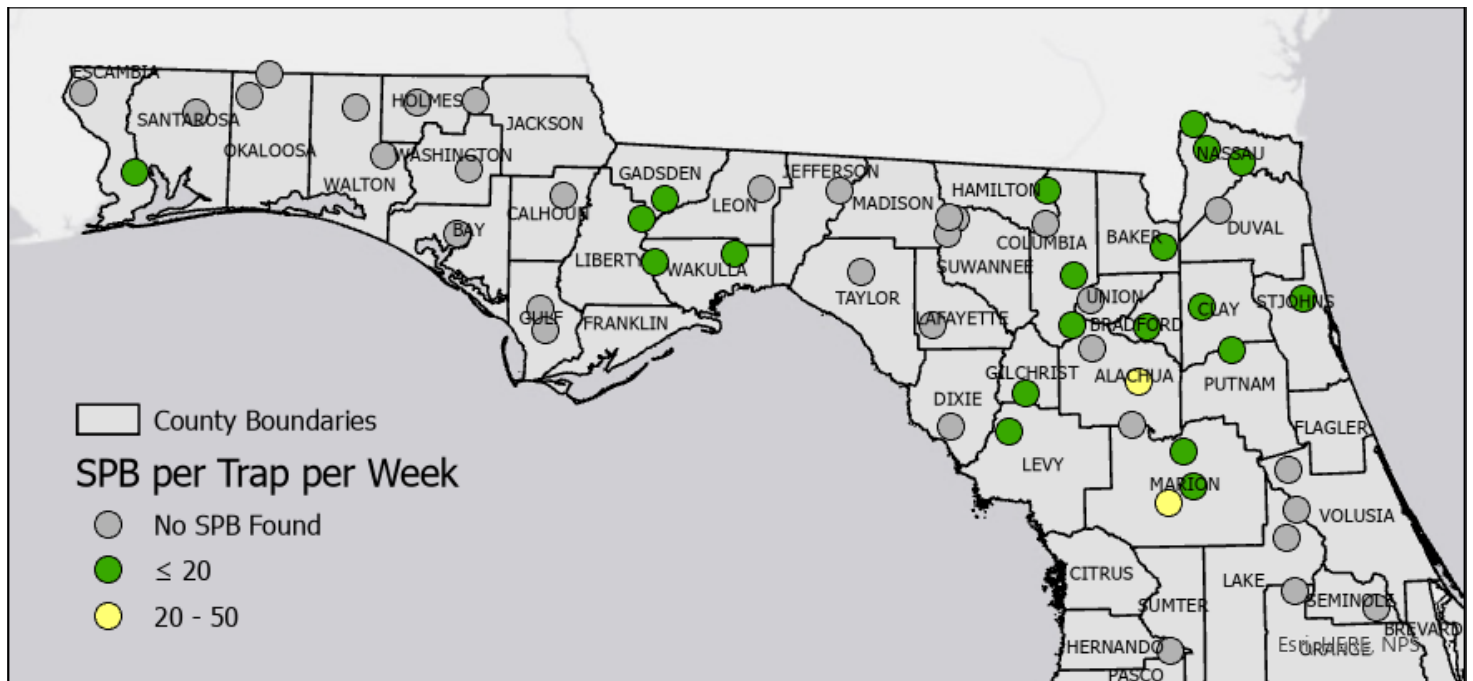 ESCAMBIA
SANTAROSA
OKALOOSA
WALTON
HOLMES
WASHINGTON
JACKSON
BAY
CALHOUN
GULF
GADSDEN
LIBERTY
FRANKLIN
LEON
WAKULLA
JEFFERSON
MADISON
TAYLOR
HAMILTON
SUWANNEE
LAFAYETTE
DIXIE
COLUMBIA
BAKER
UNION
BRADFORD
GILCHRIST
ALACHUA
LEVY
NASSAU
DUVAL
CLAY
STJOHNS
PUTNAM
FLAGLER
MARION
VOLUSIA
CITRUS
SUMTER
LAKE
SEMINOLE
BREVARD
HERNANDO
ORANGE
PASCO
County Boundaries
SPB per Trap per Week
No SPB Found
≤ 20
20 - 50
Esri, HERE, NPS